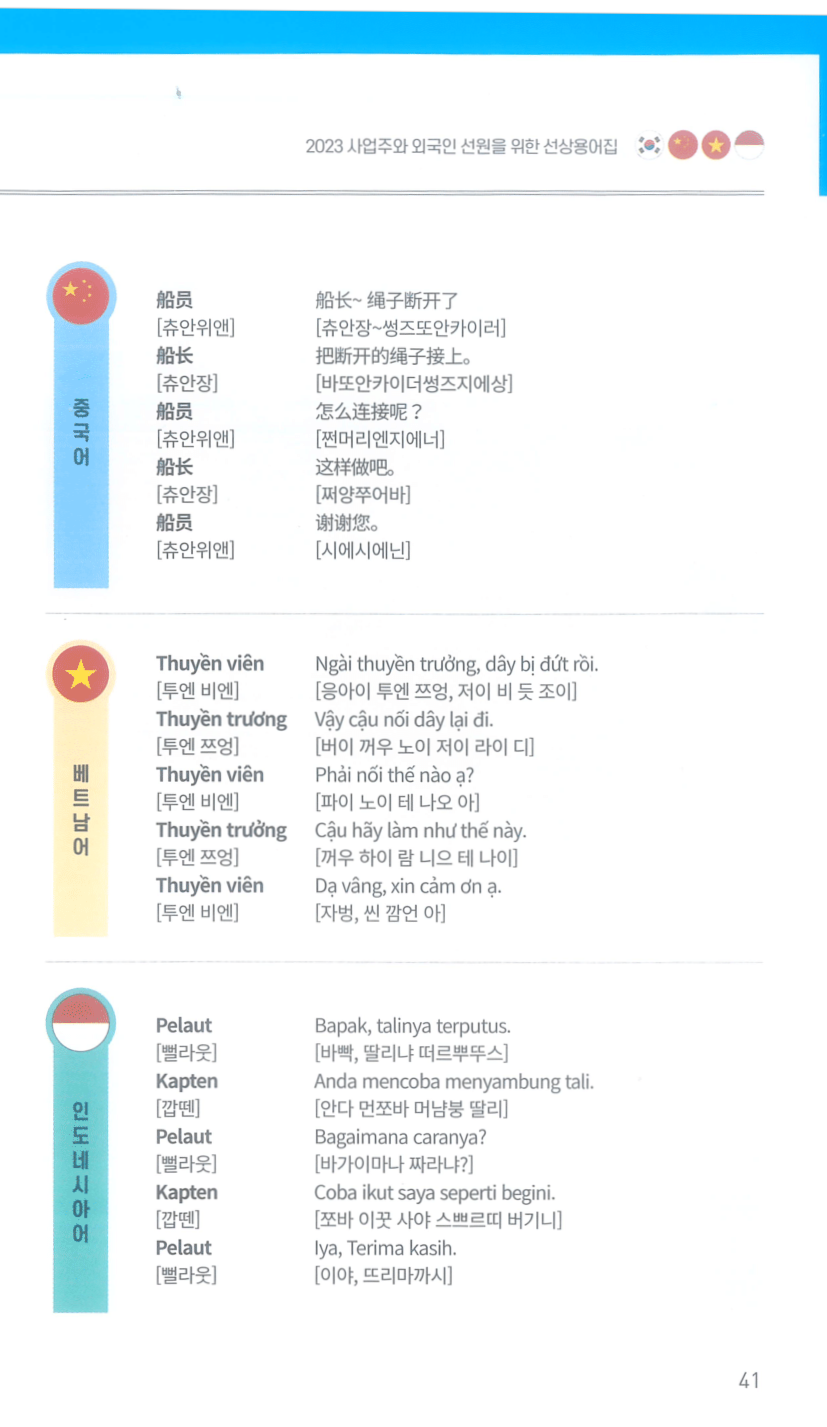 2023 사업주와 외국인 선원을 위한 선상용어집
중국어
船员 船长~ 绳子断开了
[츄안위앤] [츄안장~썽즈또안카이러]
船长 把断开的绳子接上。
[츄안장] [바또안카이더썽즈지에상]
船员 怎么连接呢？
[츄안위앤] [쩐머리엔지에너]
船长 这样做吧。
[츄안장] [쩌양쭈어바]
船员 谢谢您。
[츄안위앤] [시에시에닌]
베트남어
Thuyền viên Ngài thuyền trưởng, dây bị đứt rồi.
[투엔 비엔] [응아이 투엔 쯔엉, 저이 비 듯 조이]
Thuyền trương Vậy cậu nối dây lại đi.
[투엔 쯔엉] [버이 꺼우 노이 저이 라이 디]
Thuyền viên Phải nối thế nào ạ?
[투엔 비엔] [파이 노이 테 나오 아]
Thuyền trưởng Cậu hãy làm như thế này.
[투엔 쯔엉] [꺼우 하이 람 니으 테 나이]
Thuyền viên Dạ vâng, xin cảm ơn ạ.
[투엔 비엔] [자벙, 씬 깜언 아]
인도네시아어
Pelaut Bapak, talinya terputus.
[뻘라웃] [바빡, 딸리냐 떠르뿌뚜스]
Kapten Anda mencoba menyambung tali.
[깝뗀] [안다 먼쪼바 머냠붕 딸리]
Pelaut Bagaimana caranya?
[뻘라웃] [바가이마나 짜라냐?]
Kapten Coba ikut saya seperti begini.
[깝뗀] [쪼바 이꿋 사야 스쁘르띠 버기니]
Pelaut Iya, Terima kasih.
[뻘라웃] [이야, 뜨리마까시]
41